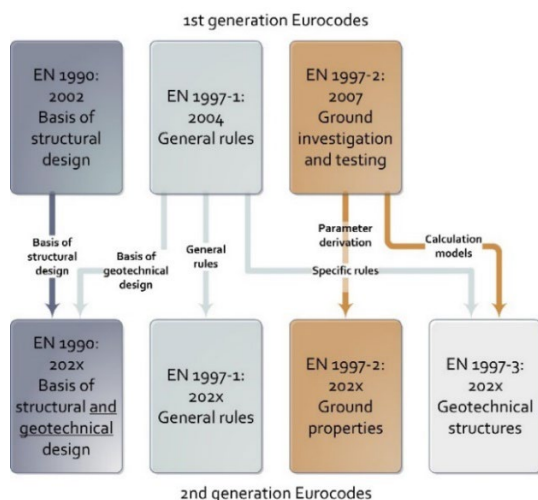 1st generation Eurocodes
EN 1990:
2002
Basis of
structural
design
EN 1997-1:
2004
General rules
EN 1997-2:
2007
Ground
investigation
and testing
Basis of
structural
design
Basis of
geotechnical
design
General
rules
Parameter
derivation
Specific rules
Calculation
models
EN 1990:
202x
Basis of
structural and
geotechnical
design
EN 1997-1:
202x
General rules
EN 1997-2:
202x
Ground
properties
EN 1997-3:
202x
Geotechnical
structures
2nd generation Eurocodes